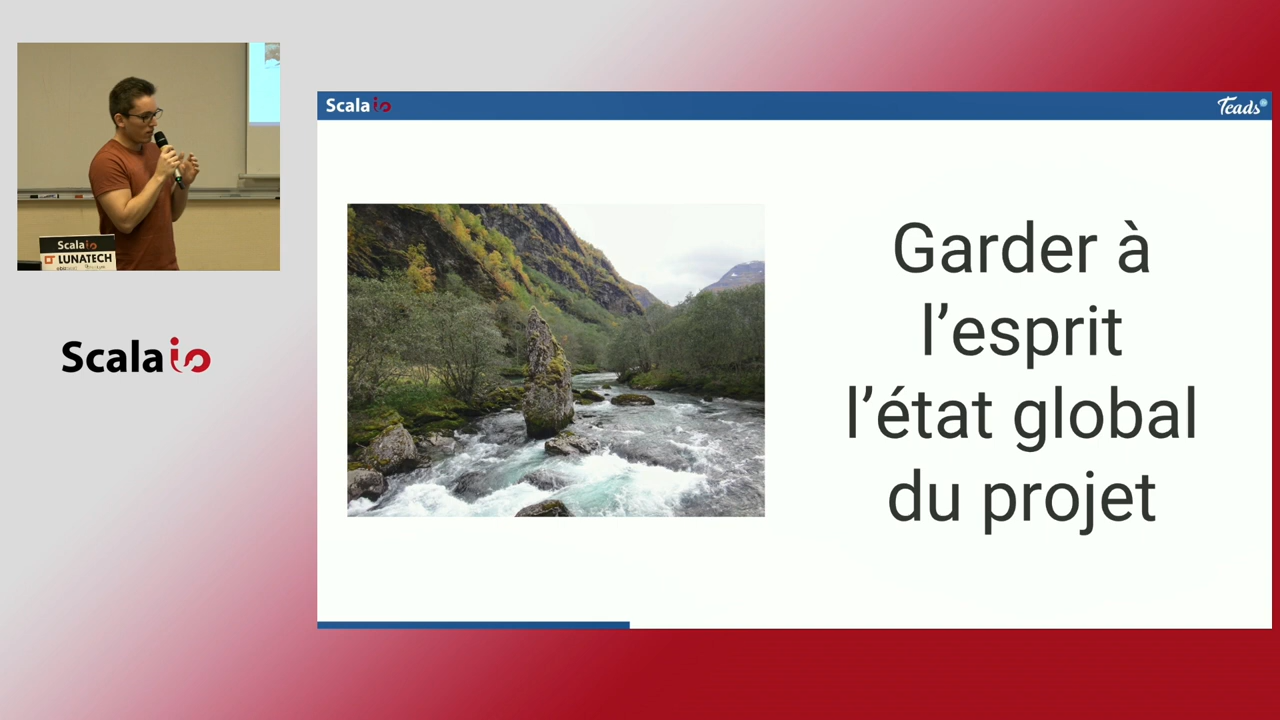 Scala io
LUNATECH
Scala io
Scala io
Teads
Garder à
l’esprit
l’état global
du projet